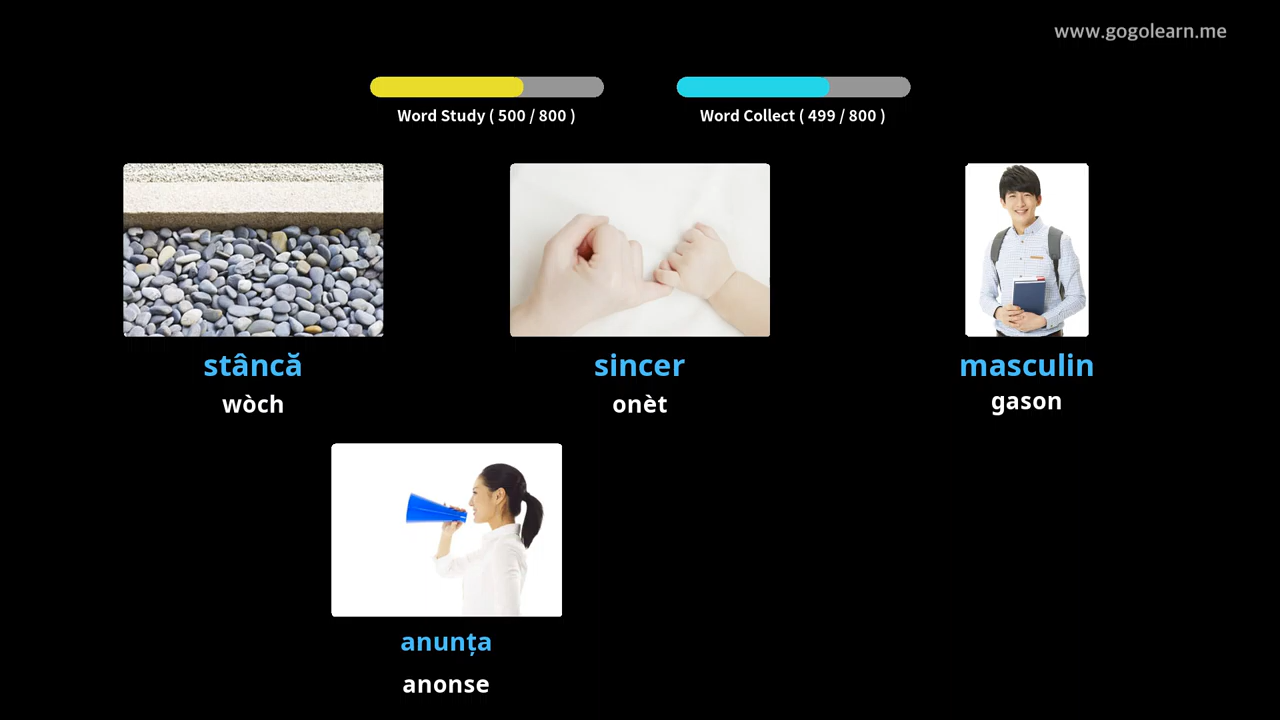 www.gogolearn.me
Word Study ( 500 / 800 )
Word Collect ( 499 / 800 )
stâncă
wòch
sincer
onèt
masculin
gason
anunța
anonse